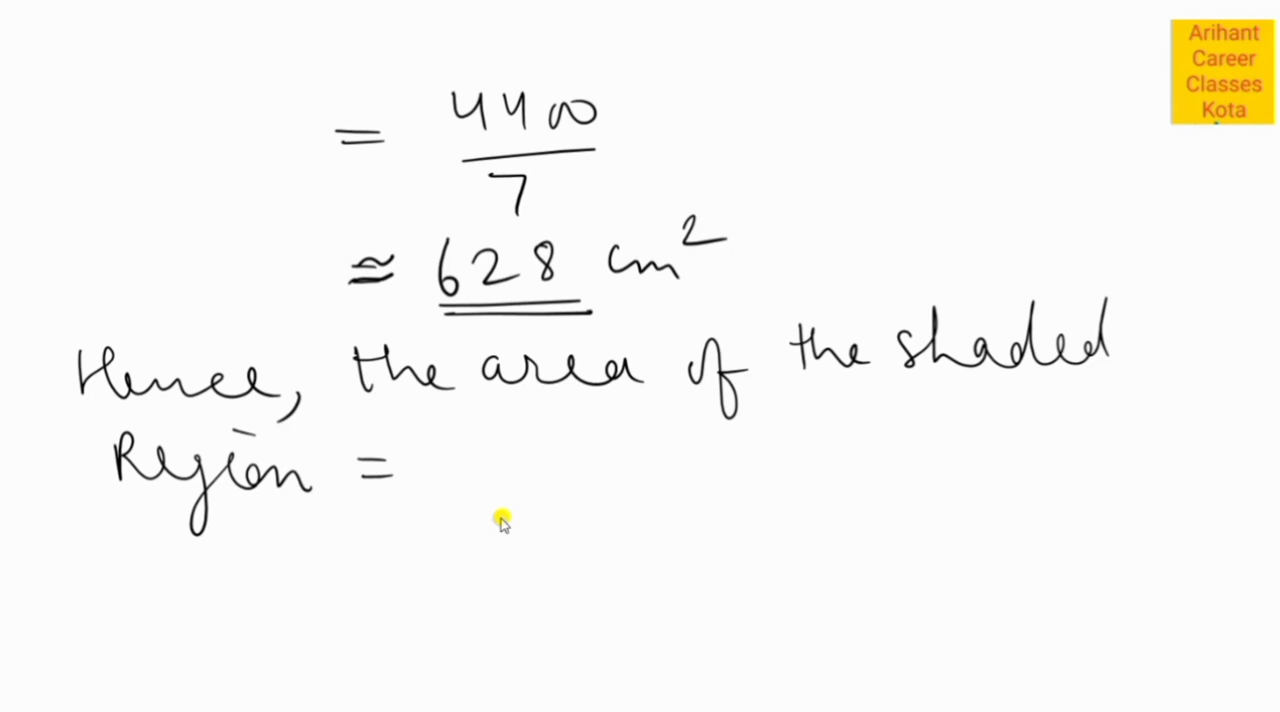 Arihant
Career
Classes
Kota
= 4400
7
≃ 628 cm²
Hence, the area of the shaded
Region =